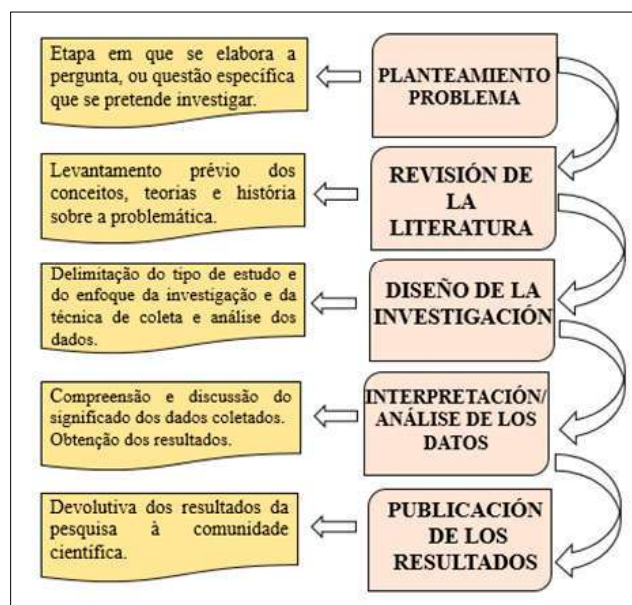 Etapa em que se elabora a
pergunta, ou questão específica
que se pretende investigar.
PLANTEAMIENTO
PROBLEMA
Levantamento prévio dos
conceitos, teorias e história
sobre a problemática.
REVISIÓN DE
LA
LITERATURA
Delimitação do tipo de estudo e
do enfoque da investigação e da
técnica de coleta e análise dos
dados.
DISEÑO DE LA
INVESTIGACIÓN
Compreensão e discussão do
significado dos dados coletados.
Obtenção dos resultados.
INTERPRETACIÓN/
ANÁLISE DE LOS
DATOS
Devolutiva dos resultados da
pesquisa à comunidade
científica.
PUBLICACIÓN
DE LOS
RESULTADOS